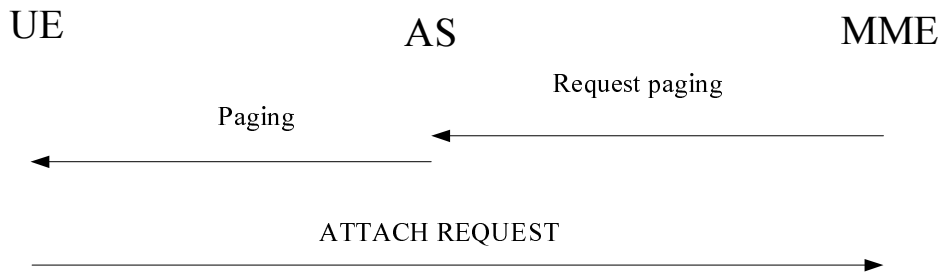 UE AS MME
Request paging
Paging
ATTACH REQUEST